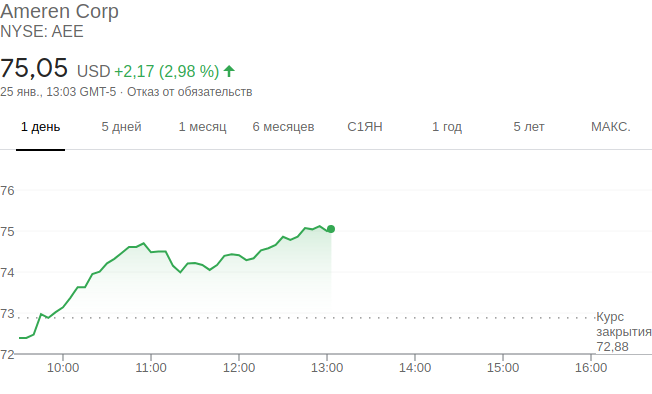 Ameren Corp
NYSE: AEE
75,05 USD +2,17 (2,98 %)
25 янв., 13:03 GMT-5 · Отказ от обязательств
1 день 5 дней 1 месяц 6 месяцев С1ЯН 1 год 5 лет МАКС.
76
75
74
73
Курс
закрытия
72,88
72
10:00 11:00 12:00 13:00 14:00 15:00 16:00